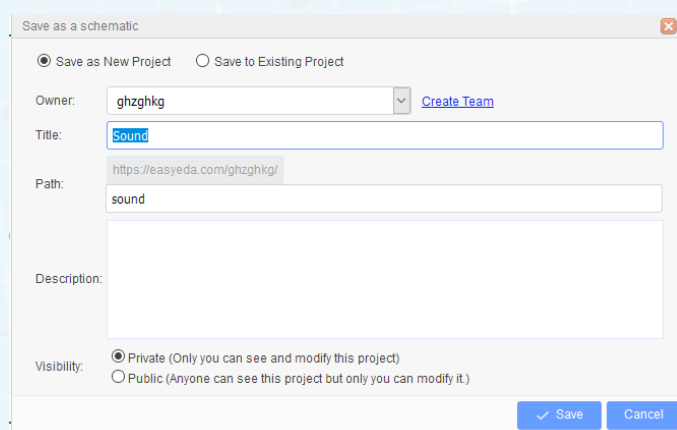 Save as a schematic
Save as New Project Save to Existing Project
Owner: ghzghkg Create Team
Title: Sound
https://easyeda.com/ghzghkg/
Path:
sound
Description:
Visibility: Private (Only you can see and modify this project)
Public (Anyone can see this project but only you can modify it.)
Save Cancel